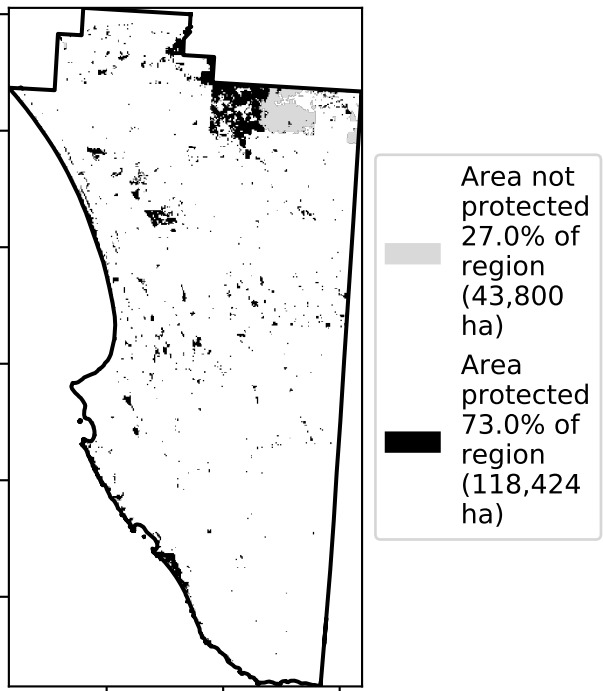 Area not
protected
27.0% of
region
(43,800
ha)
Area
protected
73.0% of
region
(118,424
ha)